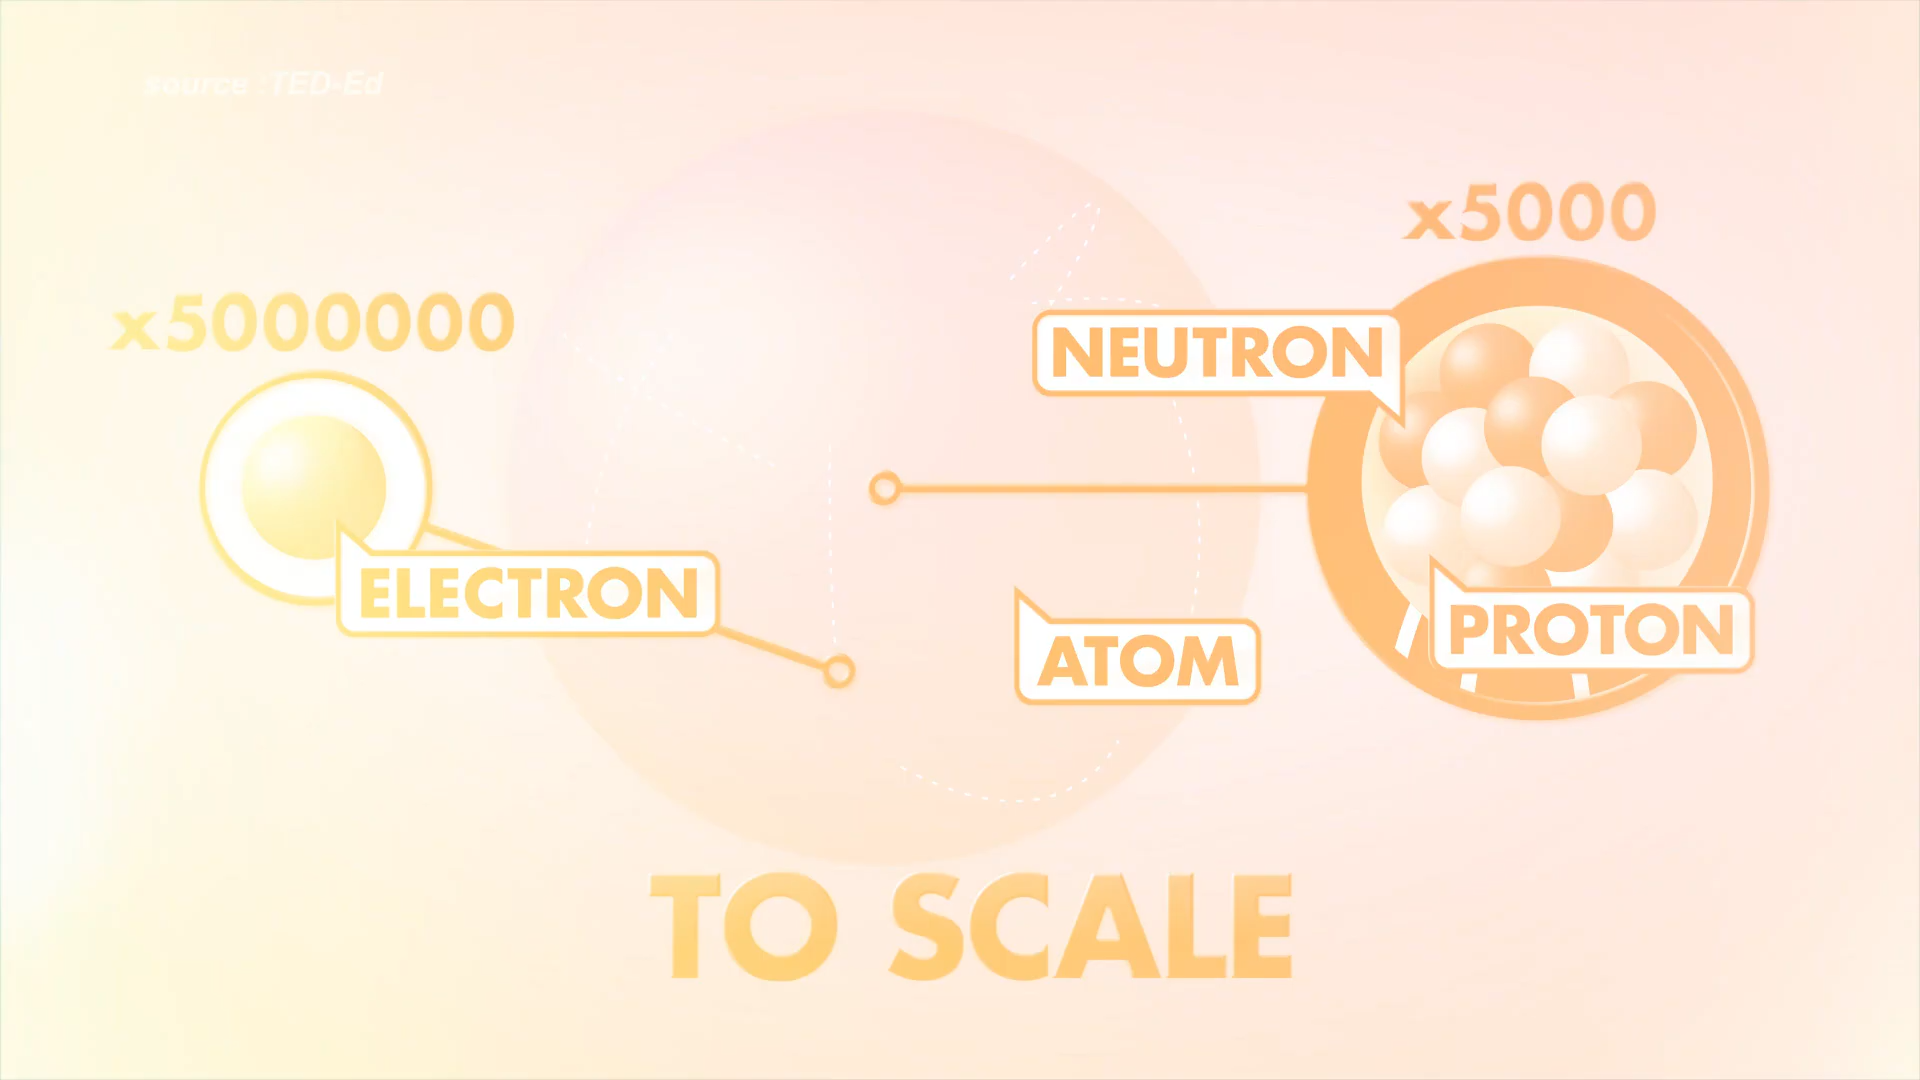 source :TED-Ed
x5000
x5000000
NEUTRON
ELECTRON
PROTON
ATOM
TO SCALE